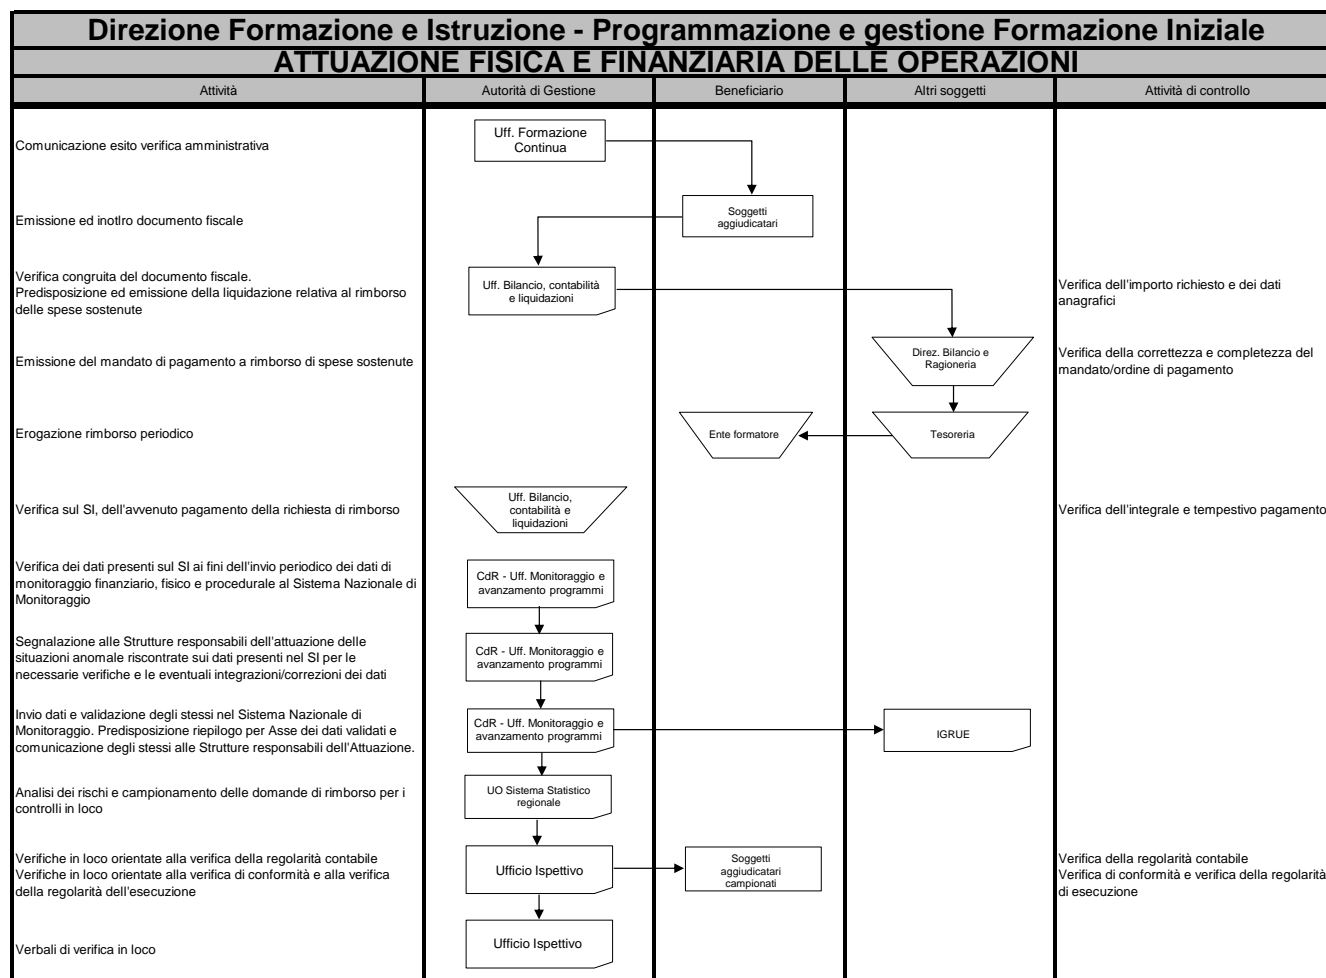 Direzione Formazione e Istruzione - Programmazione e gestione Formazione Iniziale
ATTUAZIONE FISICA E FINANZIARIA DELLE OPERAZIONI
Attività
Autorità di Gestione
Beneficiario
Altri soggetti
Attività di controllo
Comunicazione esito verifica amministrativa
Uff. Formazione
Continua
Emissione ed inotlro documento fiscale
Soggetti
aggiudicatari
Verifica congruita del documento fiscale.
Predisposizione ed emissione della liquidazione relativa al rimborso
delle spese sostenute
Uff. Bilancio, contabilità
e liquidazioni
Verifica dell'importo richiesto e dei dati
anagrafici
Emissione del mandato di pagamento a rimborso di spese sostenute
Direz. Bilancio e
Ragioneria
Verifica della correttezza e completezza del
mandato/ordine di pagamento
Erogazione rimborso periodico
Ente formatore
Tesoreria
Verifica sul SI, dell'avvenuto pagamento della richiesta di rimborso
Uff. Bilancio,
contabilità e
liquidazioni
Verifica dell'integrale e tempestivo pagamento
Verifica dei dati presenti sul SI ai fini dell'invio periodico dei dati di
monitoraggio finanziario, fisico e procedurale al Sistema Nazionale di
Monitoraggio
CdR - Uff. Monitoraggio e
avanzamento programmi
Segnalazione alle Strutture responsabili dell'attuazione delle
situazioni anomale riscontrate sui dati presenti nel SI per le
necessarie verifiche e le eventuali integrazioni/correzioni dei dati
CdR - Uff. Monitoraggio e
avanzamento programmi
Invio dati e validazione degli stessi nel Sistema Nazionale di
Monitoraggio. Predisposizione riepilogo per Asse dei dati validati e
comunicazione degli stessi alle Strutture responsabili dell'Attuazione.
CdR - Uff. Monitoraggio e
avanzamento programmi
IGRUE
Analisi dei rischi e campionamento delle domande di rimborso per i
controlli in loco
UO Sistema Statistico
regionale
Verifiche in loco orientate alla verifica della regolarità contabile
Verifiche in loco orientate alla verifica di conformità e alla verifica
della regolarità dell'esecuzione
Ufficio Ispettivo
Soggetti
aggiudicatari
campionati
Verifica della regolarità contabile
Verifica di conformità e verifica della regolarità
di esecuzione
Verbali di verifica in loco
Ufficio Ispettivo